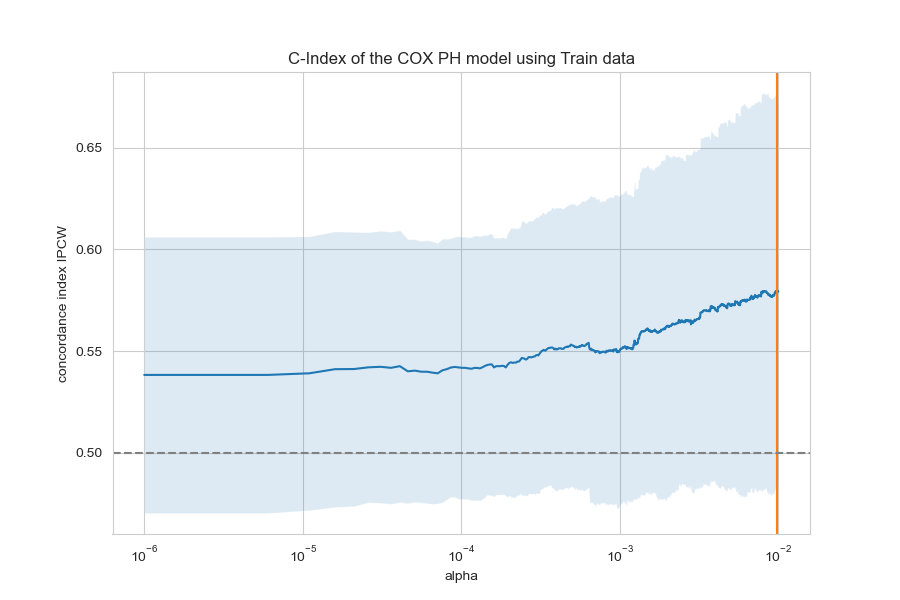 C-Index of the COX PH model using Train data
concordance index IPCW
0.65
0.60
0.55
0.50
10⁻⁶ 10⁻⁵ 10⁻⁴ 10⁻³ 10⁻²
alpha